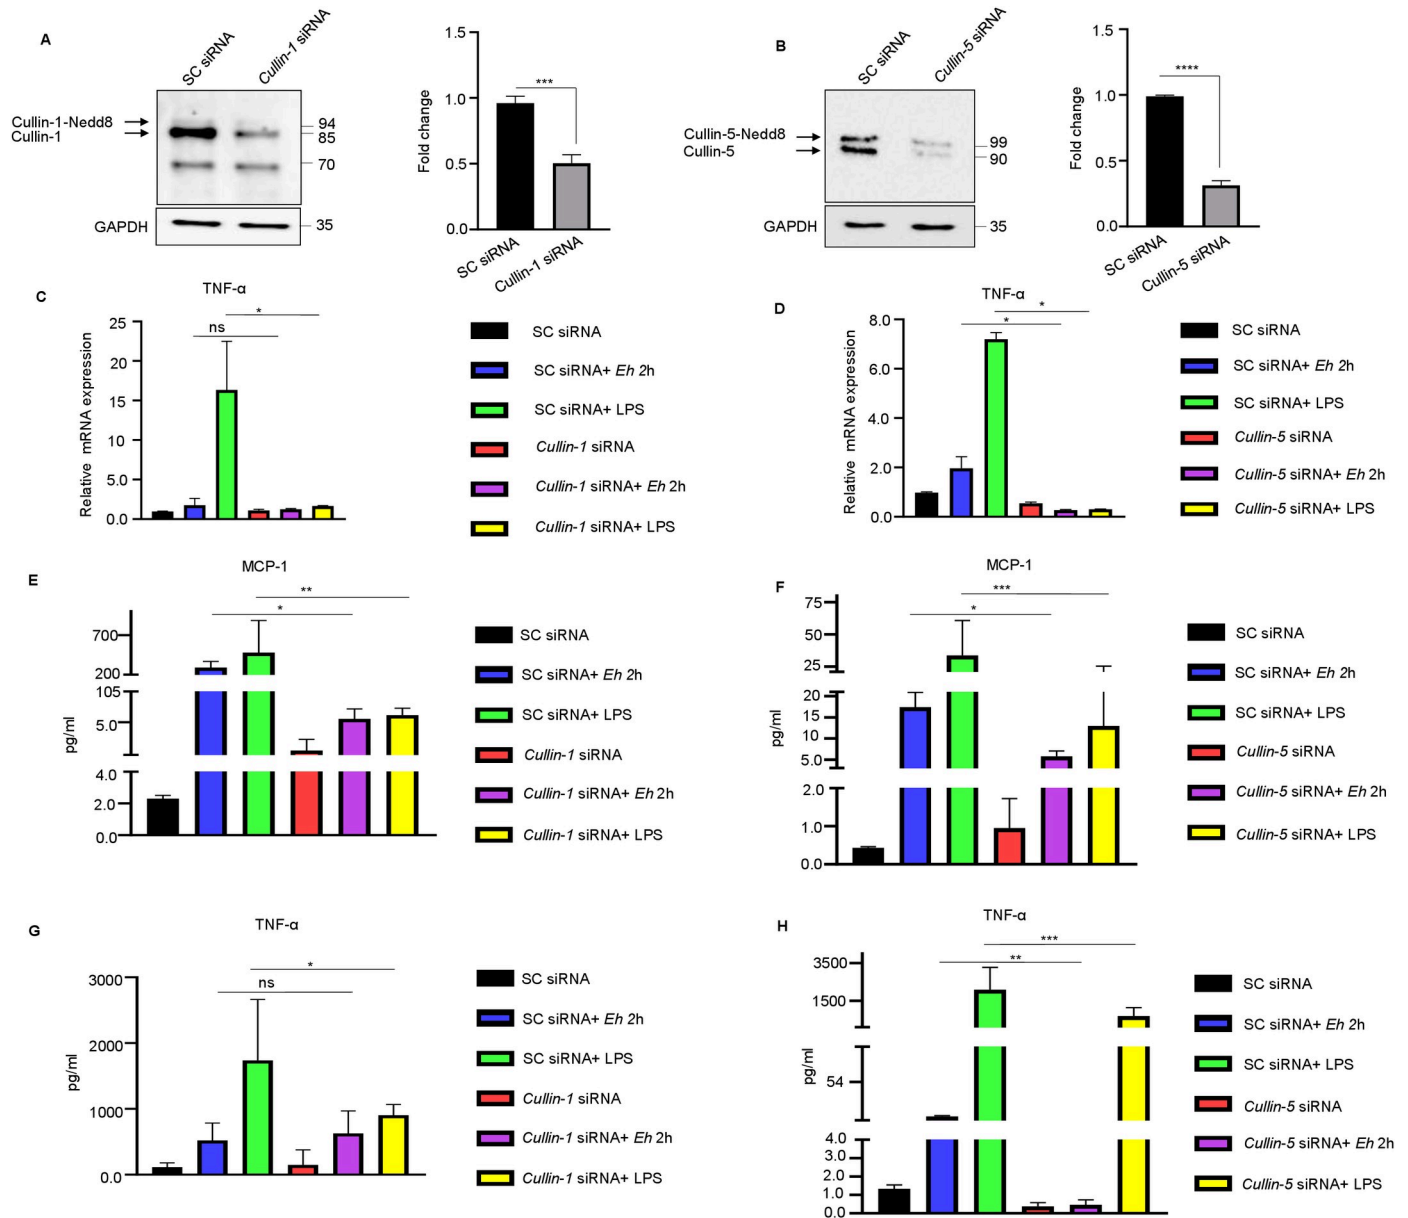 A
SC siRNA
Cullin-1 siRNA
Cullin-1-Nedd8
Cullin-1
94
85
70
GAPDH
35
Fold change
1.5
1.0
0.5
0.0
***
SC siRNA
Cullin-1 siRNA
B
SC siRNA
Cullin-5 siRNA
Cullin-5-Nedd8
Cullin-5
99
90
GAPDH
35
Fold change
1.5
1.0
0.5
0.0
****
SC siRNA
Cullin-5 siRNA
C
TNF-α
Relative mRNA expression
25
20
15
10
5.0
0.0
*
ns
SC siRNA
SC siRNA+ Eh 2h
SC siRNA+ LPS
Cullin-1 siRNA
Cullin-1 siRNA+ Eh 2h
Cullin-1 siRNA+ LPS
D
TNF-α
Relative mRNA expression
8.0
6.0
4.0
2.0
0.0
*
*
SC siRNA
SC siRNA+ Eh 2h
SC siRNA+ LPS
Cullin-5 siRNA
Cullin-5 siRNA+ Eh 2h
Cullin-5 siRNA+ LPS
E
MCP-1
pg/ml
700
200
105
5.0
4.0
2.0
0.0
**
*
SC siRNA
SC siRNA+ Eh 2h
SC siRNA+ LPS
Cullin-1 siRNA
Cullin-1 siRNA+ Eh 2h
Cullin-1 siRNA+ LPS
F
MCP-1
pg/ml
75
50
25
20
15
10
5.0
2.0
1.0
0.0
***
*
SC siRNA
SC siRNA+ Eh 2h
SC siRNA+ LPS
Cullin-5 siRNA
Cullin-5 siRNA+ Eh 2h
Cullin-5 siRNA+ LPS
G
TNF-α
pg/ml
3000
2000
1000
0.0
*
ns
SC siRNA
SC siRNA+ Eh 2h
SC siRNA+ LPS
Cullin-1 siRNA
Cullin-1 siRNA+ Eh 2h
Cullin-1 siRNA+ LPS
H
TNF-α
pg/ml
3500
1500
54
4.0
3.0
2.0
1.0
0.0
***
**
SC siRNA
SC siRNA+ Eh 2h
SC siRNA+ LPS
Cullin-5 siRNA
Cullin-5 siRNA+ Eh 2h
Cullin-5 siRNA+ LPS